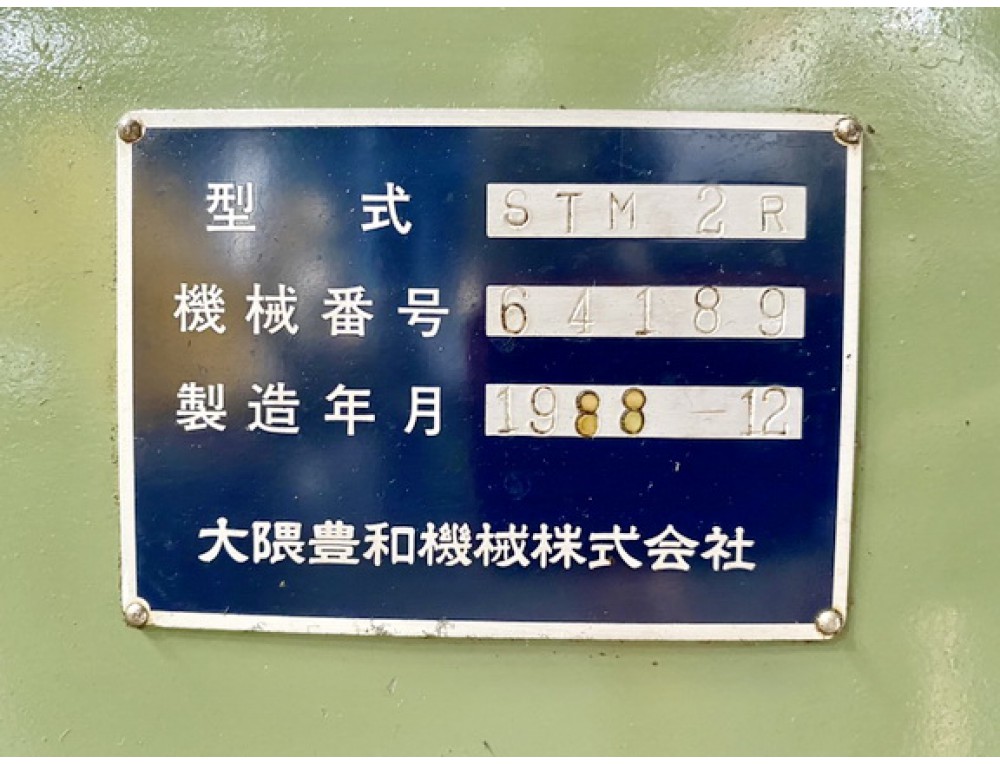 型式 STM 2R
機械番号 64189
製造年月 1988-12
大隈豊和機械株式会社